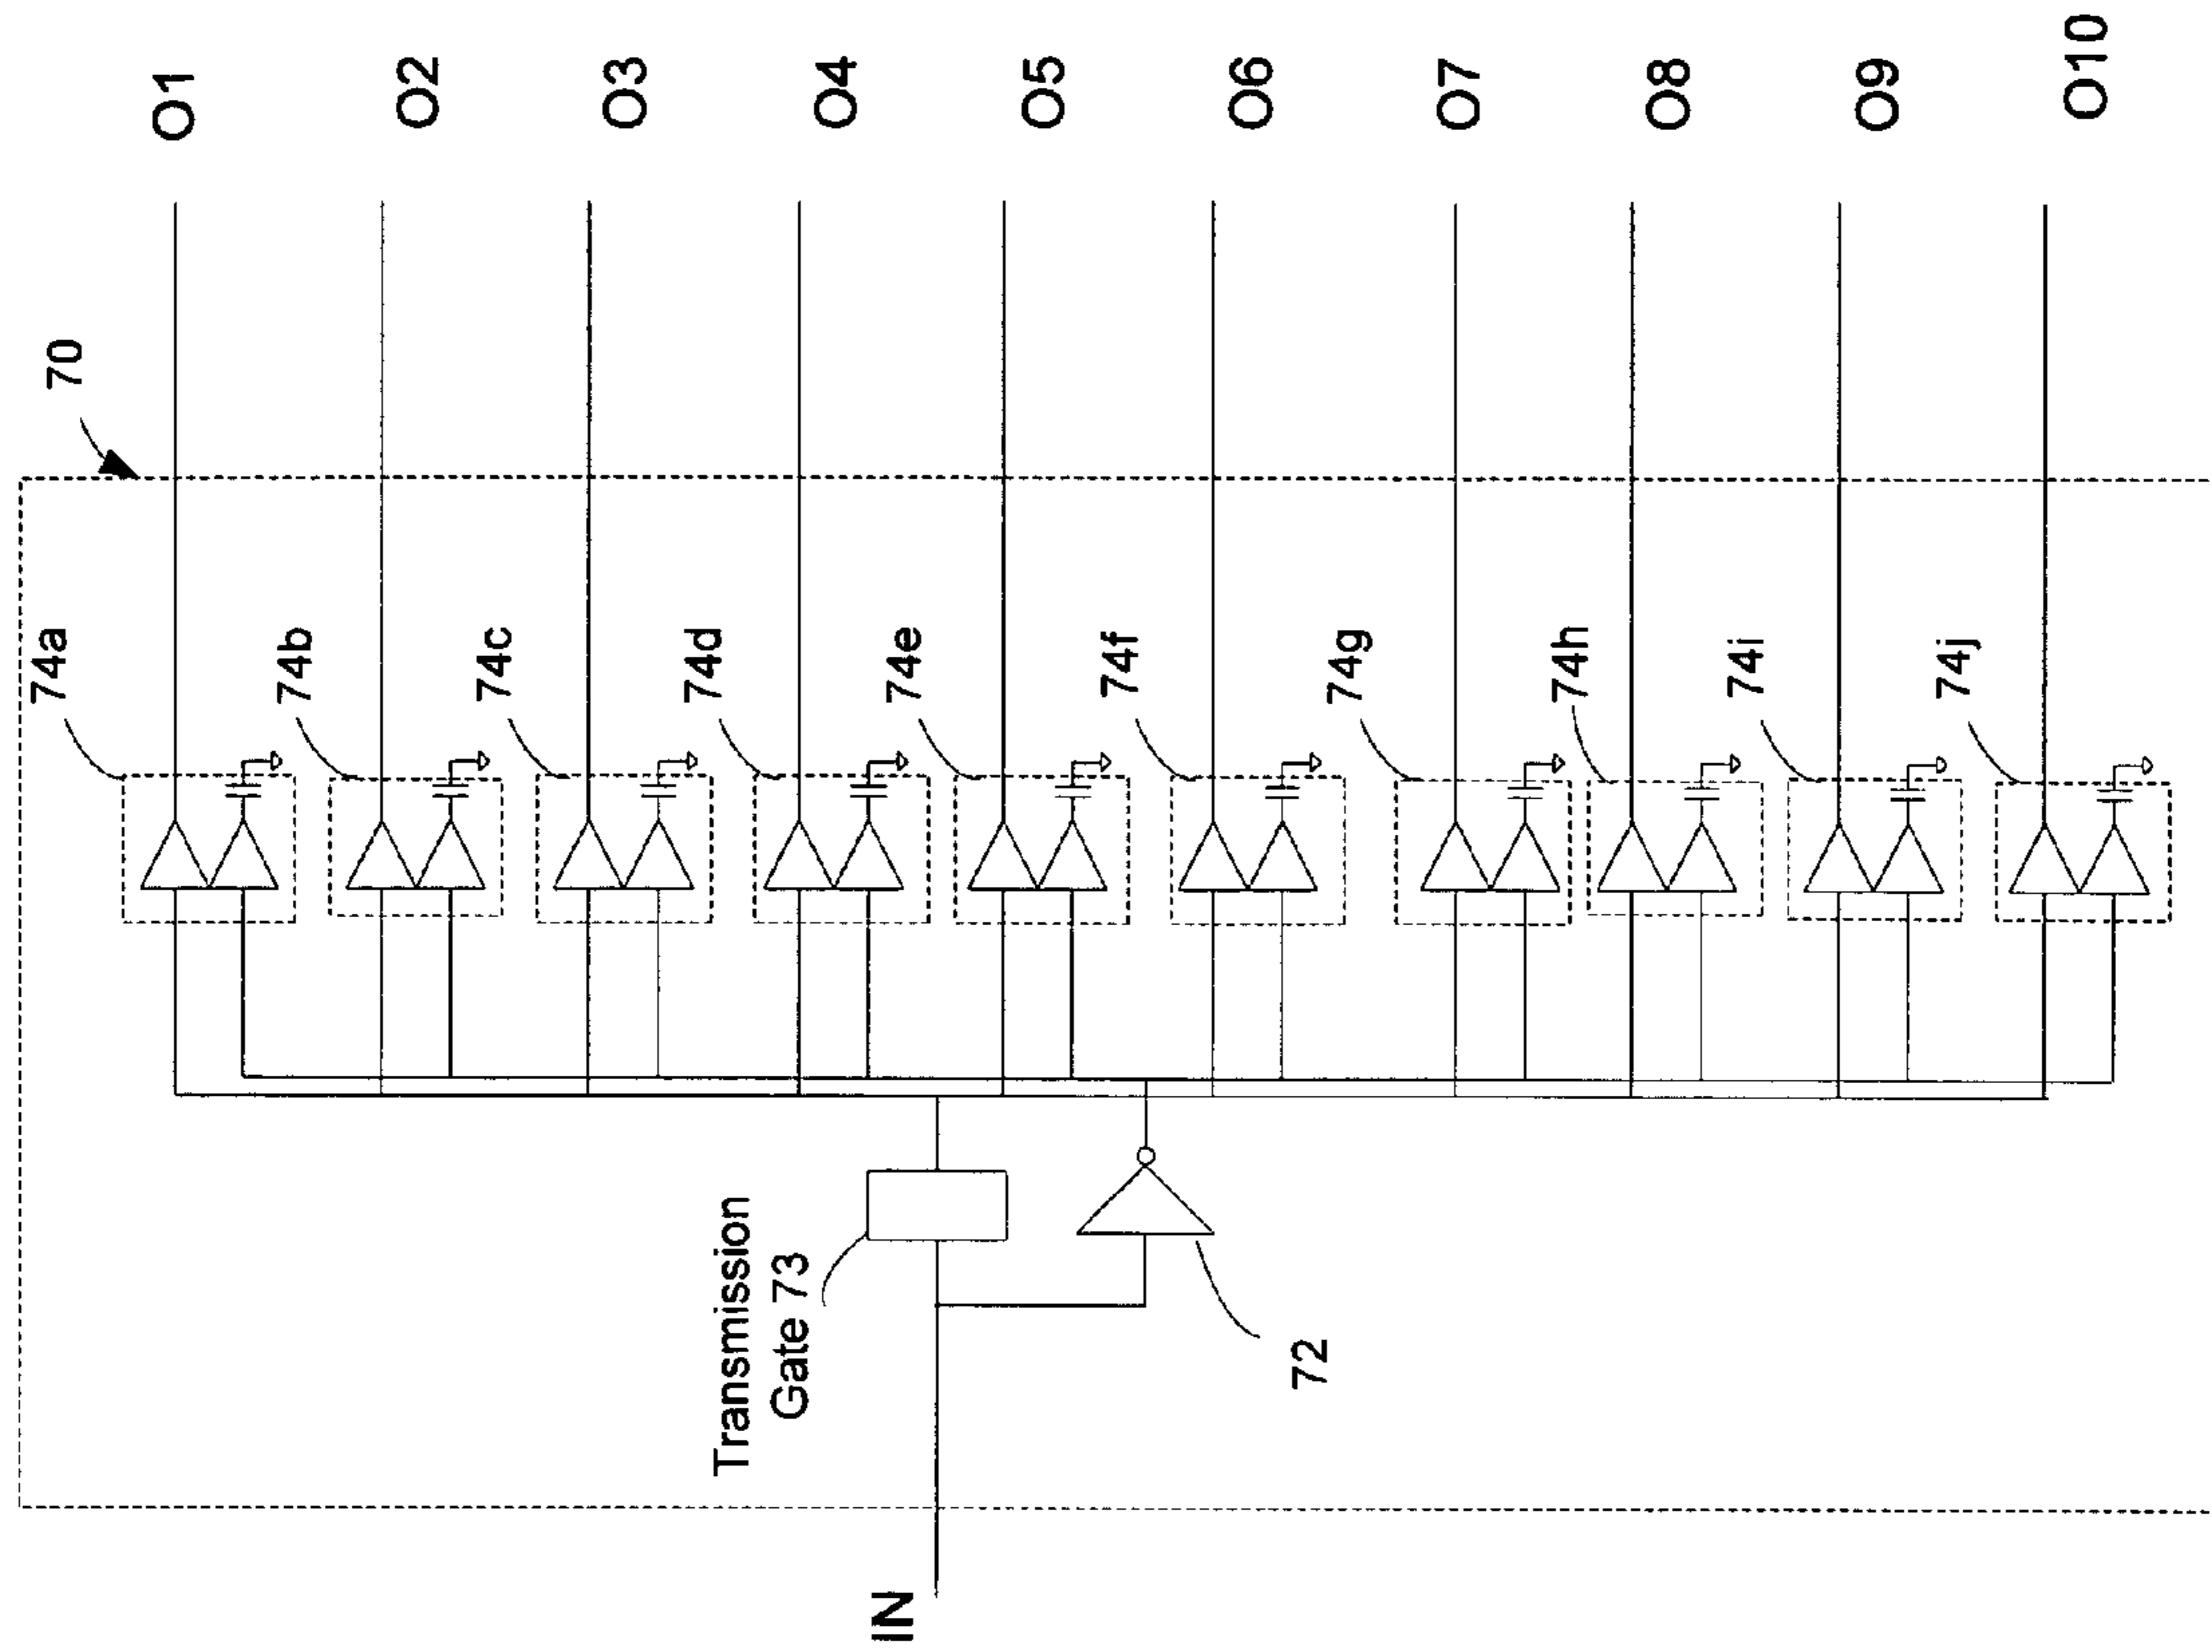 70
74a
O1
74b
O2
74c
O3
74d
O4
Transmission
Gate 73
IN
74e
O5
74f
O6
72
74g
O7
74h
O8
74i
O9
74j
O10